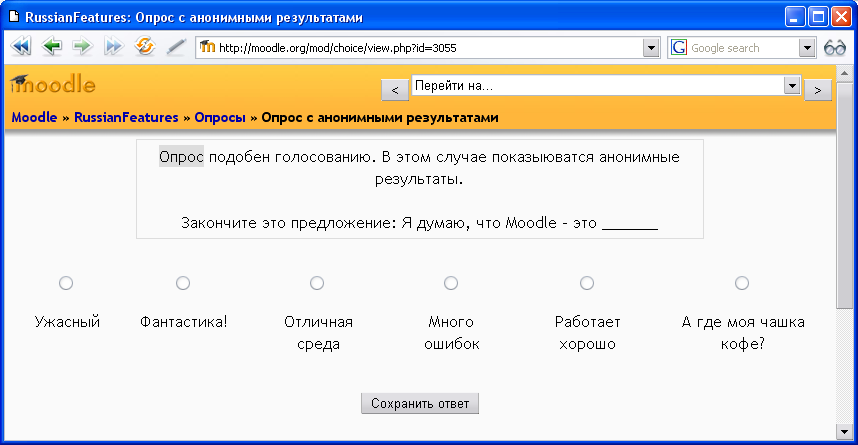 RussianFeatures: Опрос с анонимными результатами
http://moodle.org/mod/choice/view.php?id=3055
G Google search
moodle
< Перейти на... >
Moodle » RussianFeatures » Опросы » Опрос с анонимными результатами
Опрос подобен голосованию. В этом случае показыюватся анонимные
результаты.
Закончите это предложение: Я думаю, что Moodle - это _______
Ужасный Фантастика! Отличная Много Работает А где моя чашка
среда ошибок хорошо кофе?
Сохранить ответ